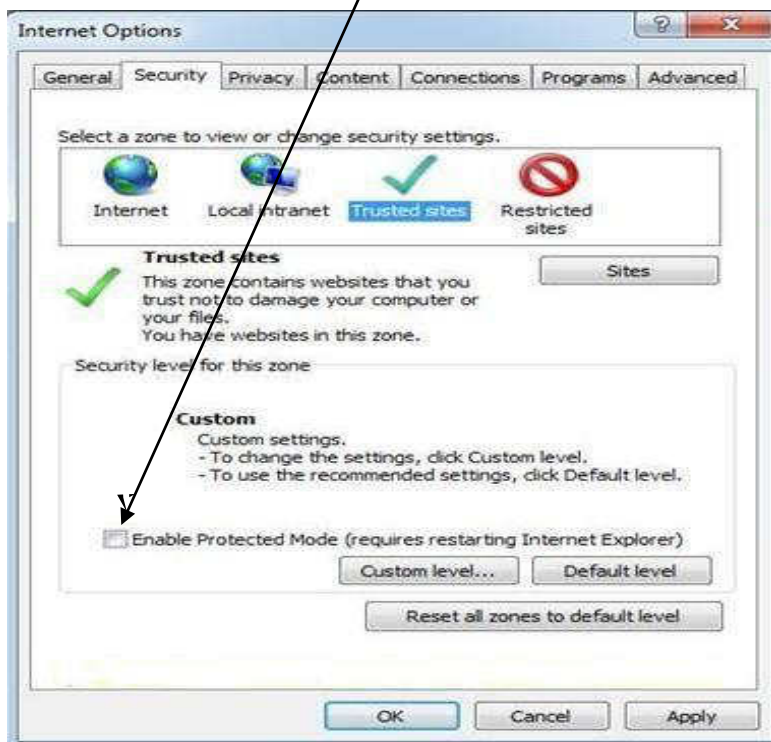 Internet Options
General Security Privacy Content Connections Programs Advanced
Select a zone to view or change security settings.
Internet
Local intranet
Trusted sites
Restricted
sites
Trusted sites
This zone contains websites that you
trust not to damage your computer or
your files.
You have websites in this zone.
Sites
Security level for this zone
Custom
Custom settings.
- To change the settings, click Custom level.
- To use the recommended settings, click Default level.
Enable Protected Mode (requires restarting Internet Explorer)
Custom level... Default level
Reset all zones to default level
OK Cancel Apply